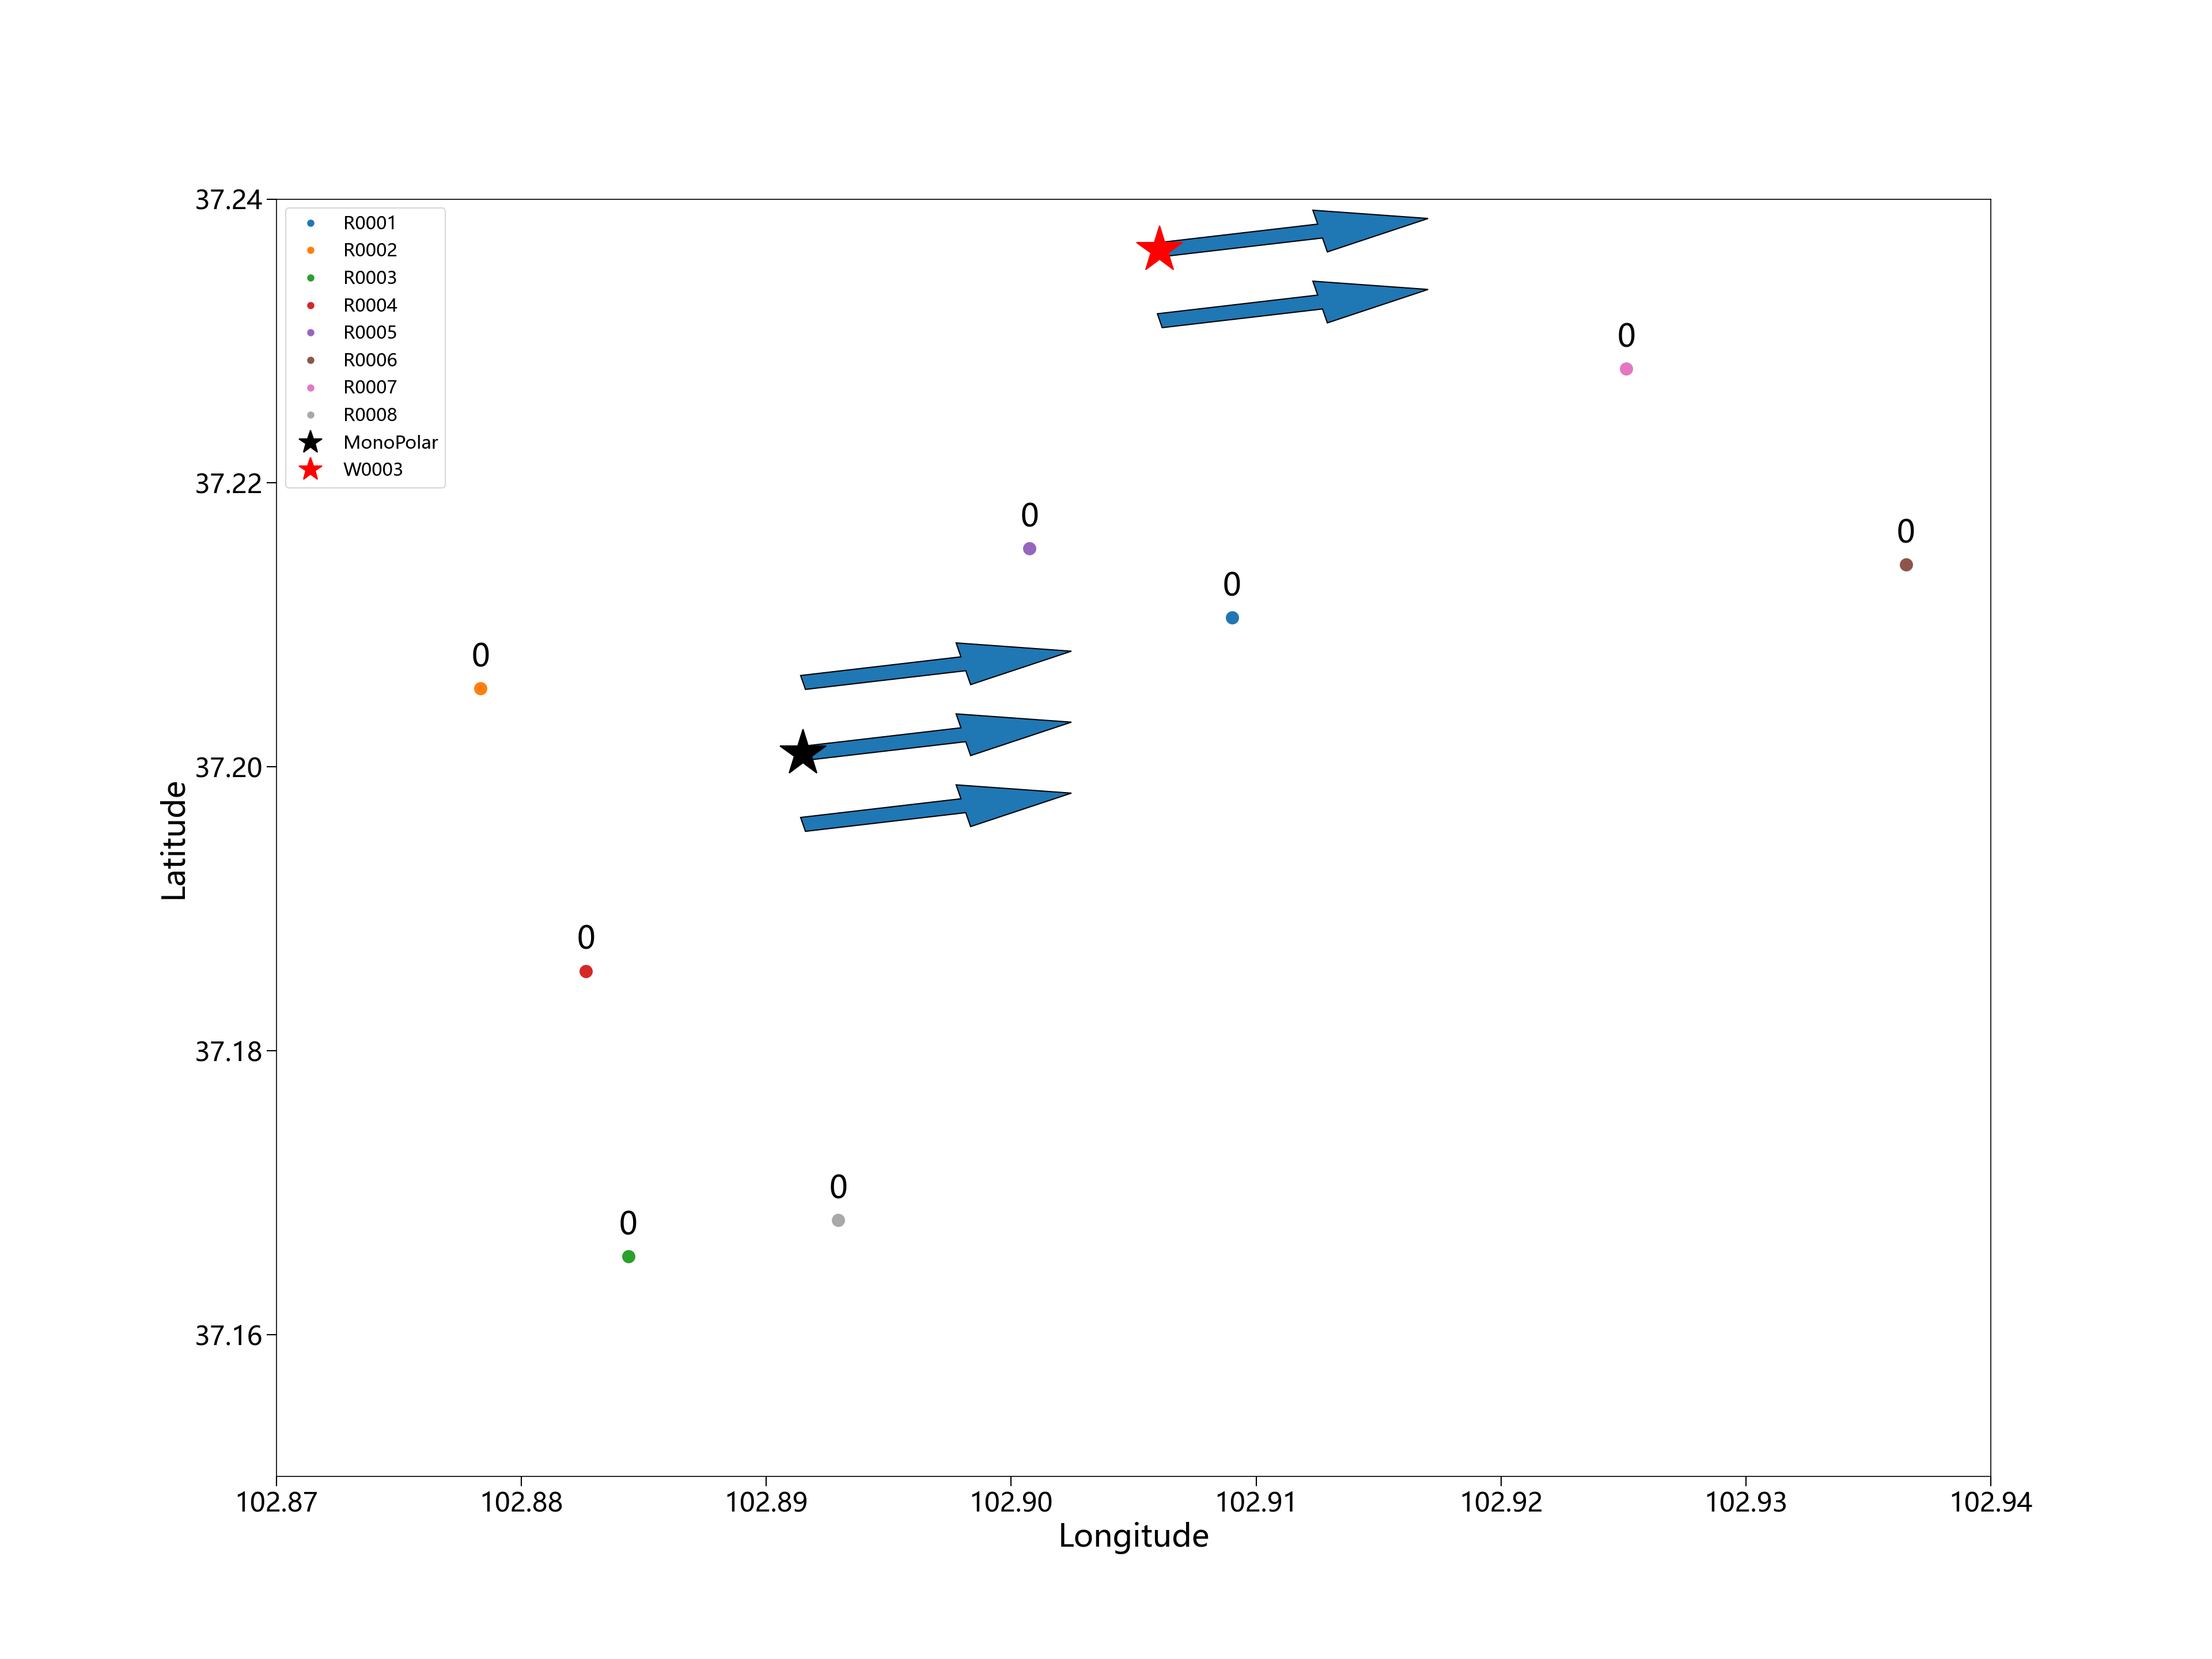 37.24
R0001
R0002
R0003
R0004
R0005
R0006
R0007
R0008
MonoPolar
W0003
0
37.22
0
0
0
0
37.20
Latitude
0
37.18
0
0
37.16
102.87 102.88 102.89 102.90 102.91 102.92 102.93 102.94
Longitude